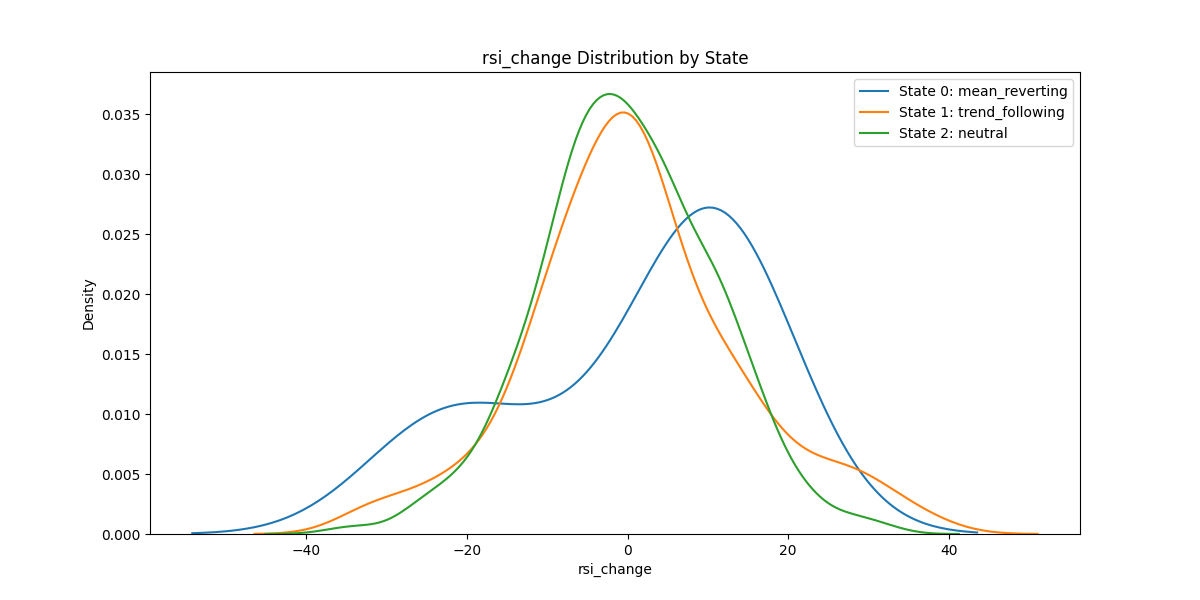 rsi_change Distribution by State
State 0: mean_reverting
State 1: trend_following
State 2: neutral
Density
0.035
0.030
0.025
0.020
0.015
0.010
0.005
0.000
−40
−20
0
20
40
rsi_change